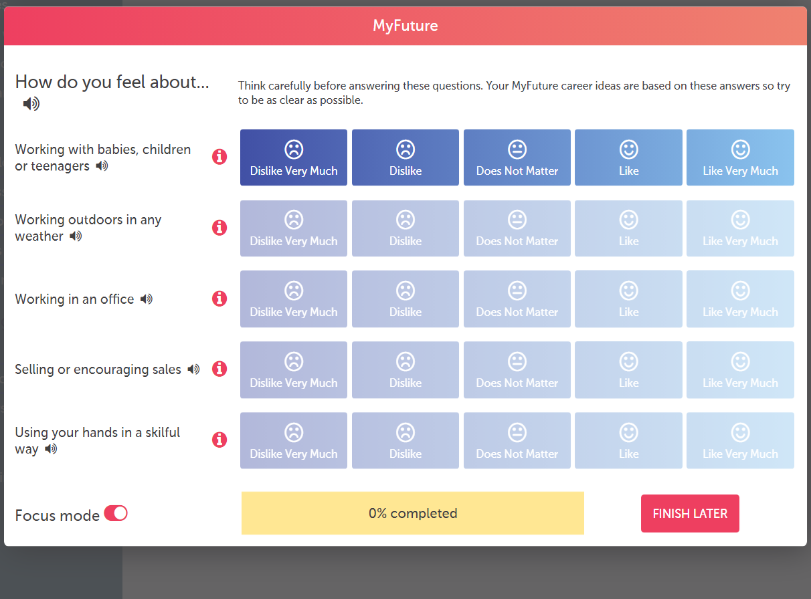 MyFuture
How do you feel about...
Think carefully before answering these questions. Your MyFuture career ideas are based on these answers so try
to be as clear as possible.
Working with babies, children
or teenagers
Dislike Very Much
Dislike
Does Not Matter
Like
Like Very Much
Working outdoors in any
weather
Dislike Very Much
Dislike
Does Not Matter
Like
Like Very Much
Working in an office
Dislike Very Much
Dislike
Does Not Matter
Like
Like Very Much
Selling or encouraging sales
Dislike Very Much
Dislike
Does Not Matter
Like
Like Very Much
Using your hands in a skilful
way
Dislike Very Much
Dislike
Does Not Matter
Like
Like Very Much
Focus mode
0% completed
FINISH LATER